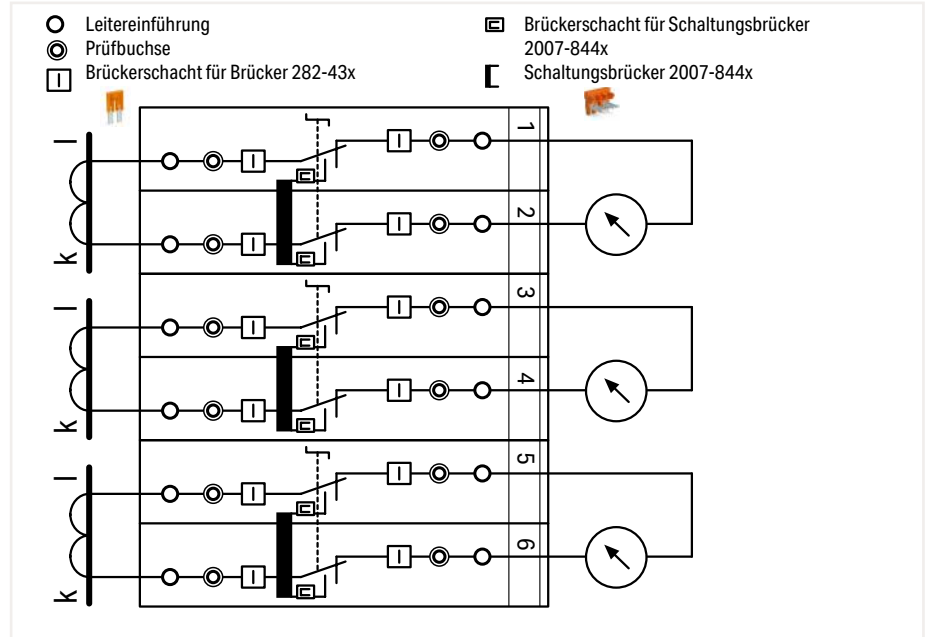 Leitereinführung
Prüfbuchse
Brückerschacht für Brücker 282-43x
Brückerschacht für Schaltungsbrücker
2007-844x
Schaltungsbrücker 2007-844x
l
k
l
k
l
k
1
2
3
4
5
6